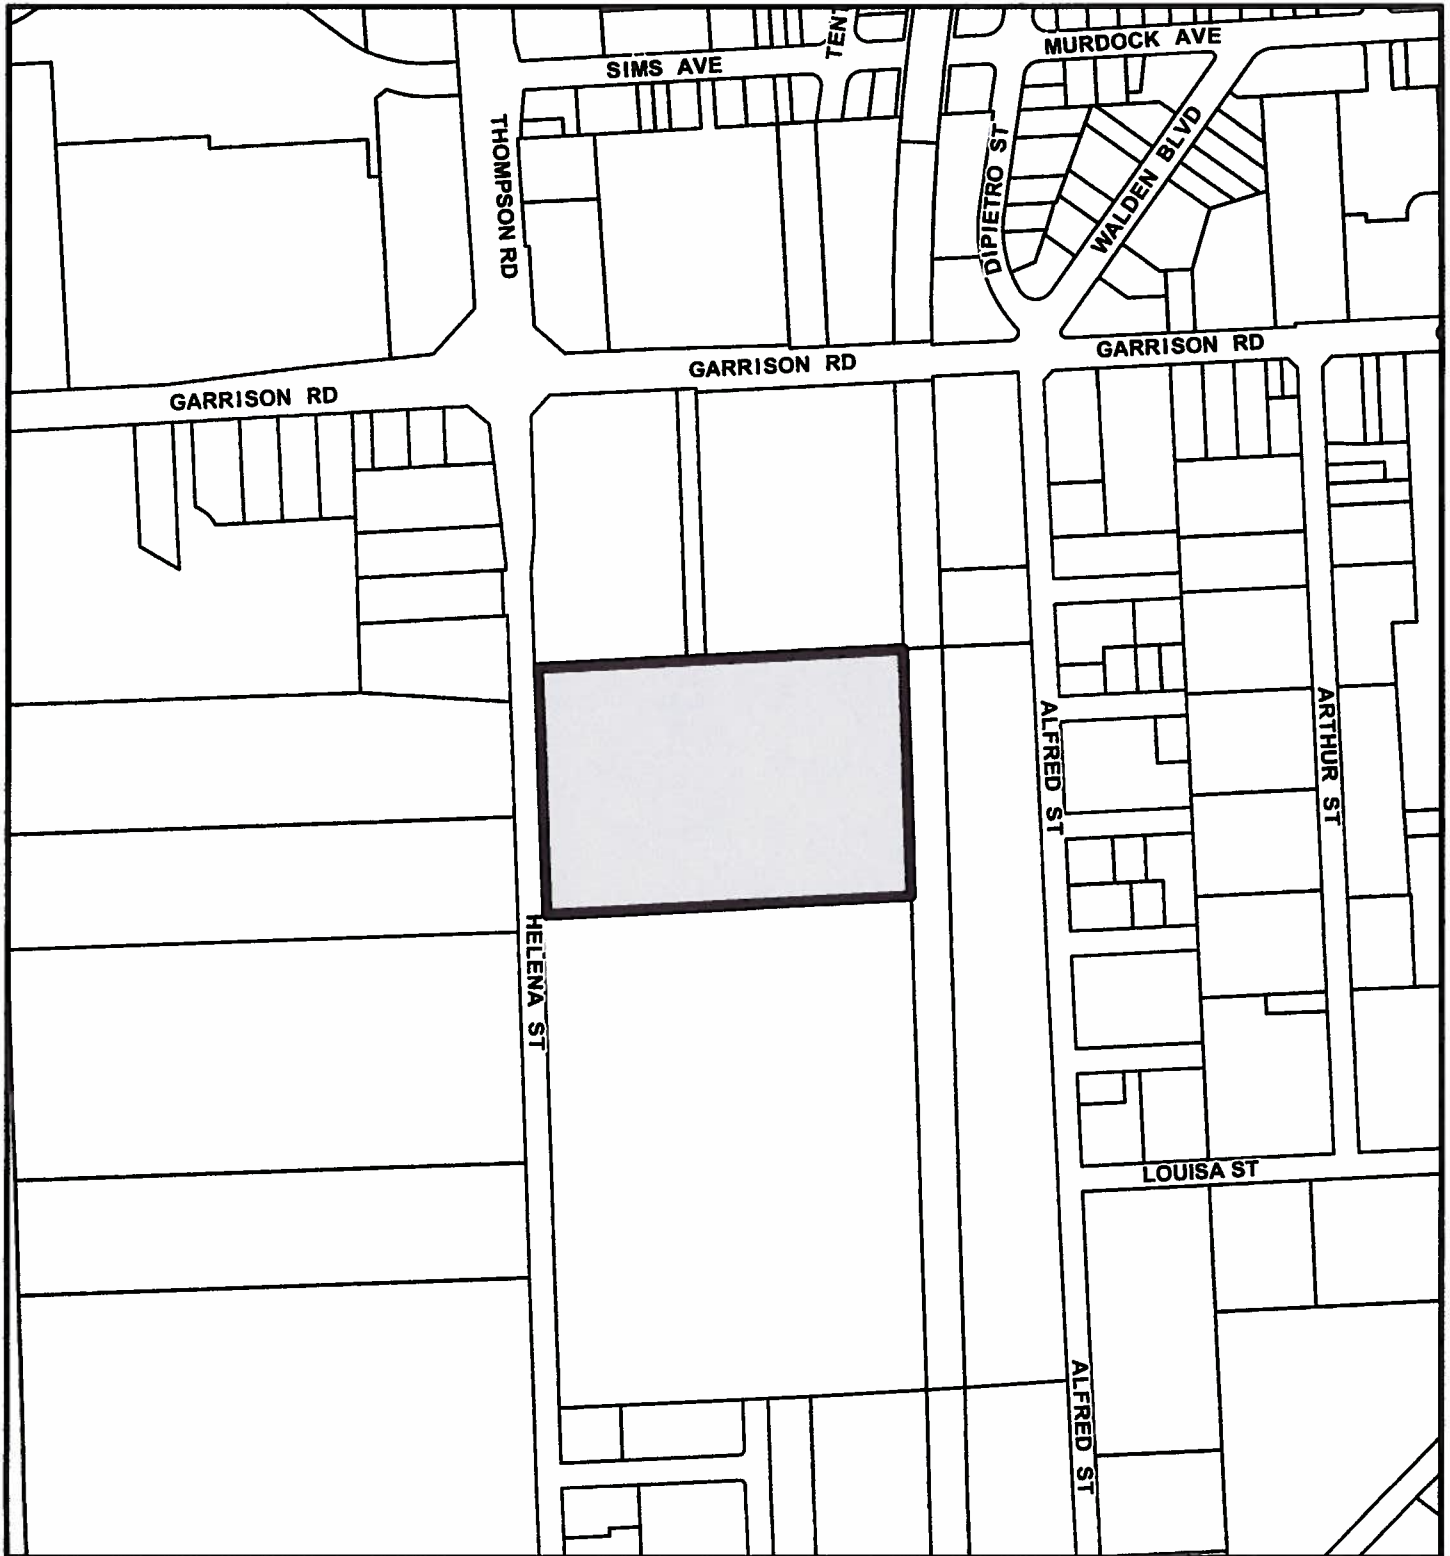 TENT
MURDOCK AVE
SIMS AVE
THOMPSON RD
DIPIETRO ST
WALDEN BLVD
GARRISON RD
GARRISON RD
GARRISON RD
ALFRED ST
ARTHUR ST
HELENA ST
LOUISA ST
ALFRED ST